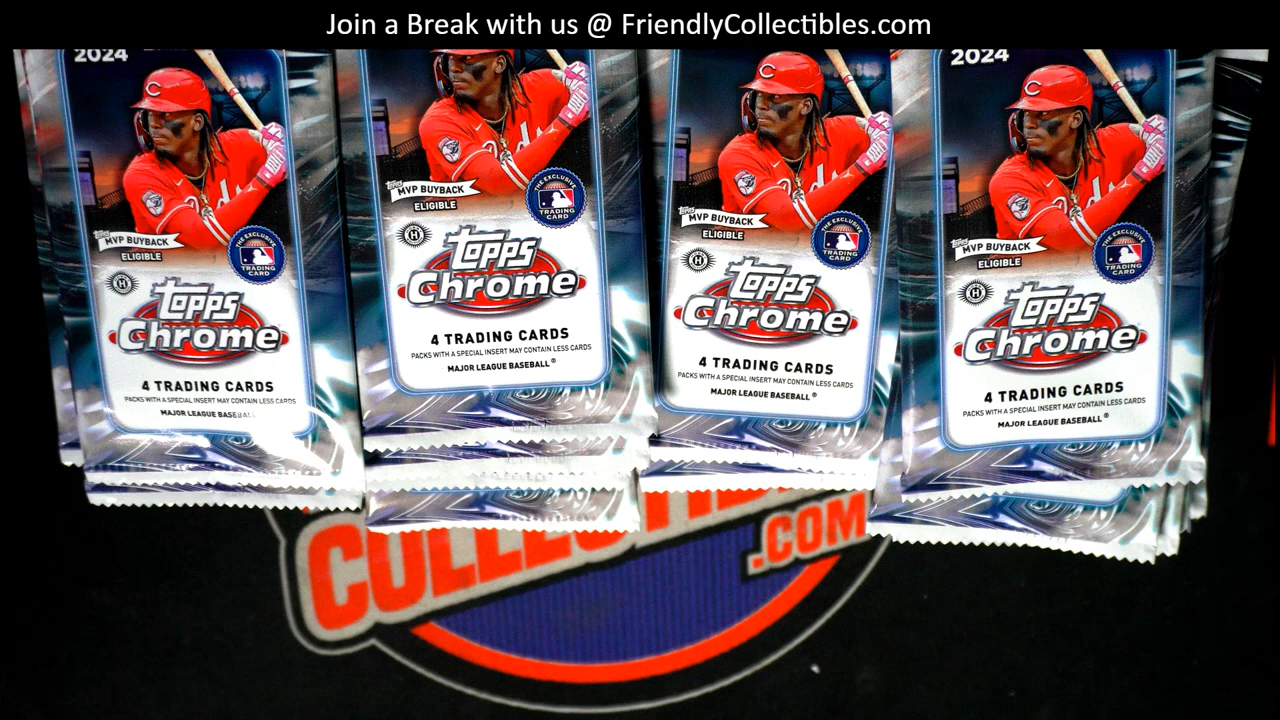 Join a Break with us @ FriendlyCollectibles.com
2024
C
MVP BUYBACK
ELIGIBLE
THE EXCLUSIVE
TRADING
CARD
H
Topps
Chrome
4 TRADING CARDS
PACKS WITH A SPECIAL INSERT MAY CONTAIN LESS CARDS
MAJOR LEAGUE BASEBALL
Topps
MVP BUYBACK
ELIGIBLE
THE EXCLUSIVE
TRADING
CARD
H
Topps
Chrome
4 TRADING CARDS
PACKS WITH A SPECIAL INSERT MAY CONTAIN LESS CARDS
MAJOR LEAGUE BASEBALL®
C
Topps
MVP BUYBACK
ELIGIBLE
THE EXCLUSIVE
TRADING
CARD
H
Topps
Chrome
4 TRADING CARDS
PACKS WITH A SPECIAL INSERT MAY CONTAIN LESS CARDS
MAJOR LEAGUE BASEBALL®
2024
C
Topps
MVP BUYBACK
ELIGIBLE
THE EXCLUSIVE
TRADING
CARD
H
Topps
Chrome
4 TRADING CARDS
PACKS WITH A SPECIAL INSERT MAY CONTAIN LESS CARDS
MAJOR LEAGUE BASEBALL®
.COM